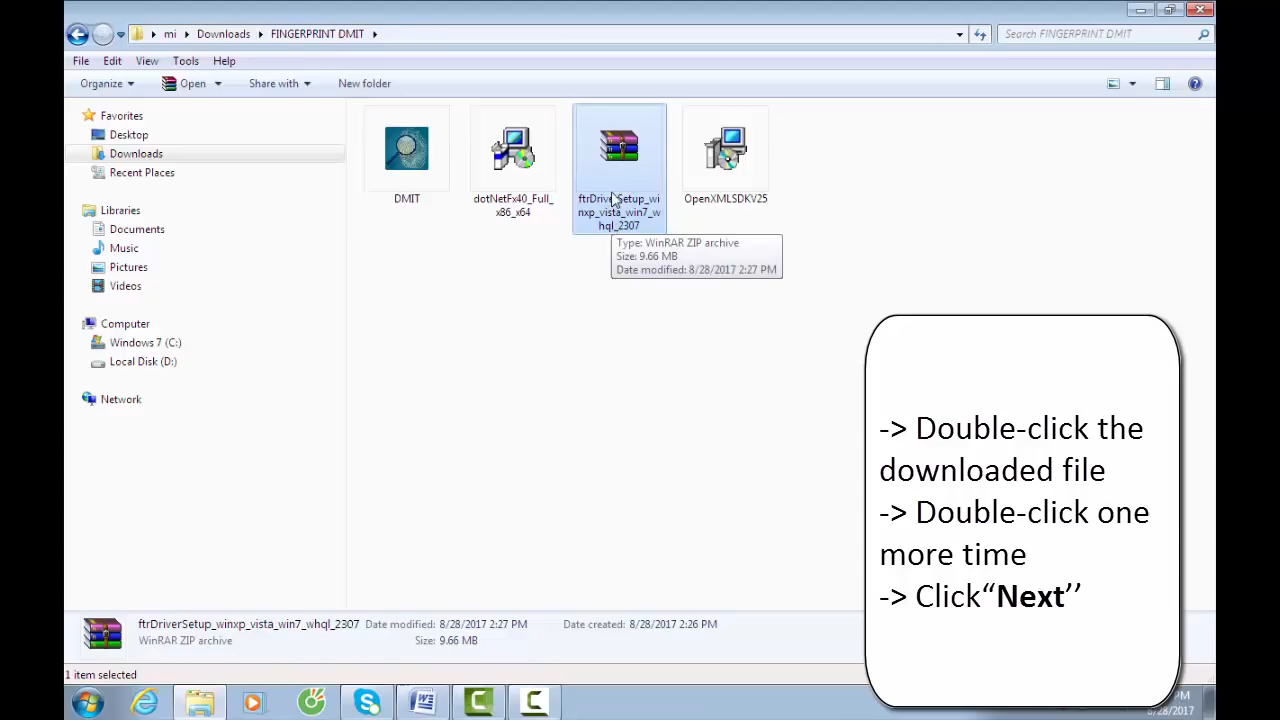 mi Downloads FINGERPRINT DMIT
Search FINGERPRINT DMIT
File Edit View Tools Help
Organize Open Share with New folder
Favorites
Desktop
Downloads
Recent Places
Libraries
Documents
Music
Pictures
Videos
Computer
Windows 7 (C:)
Local Disk (D:)
Network
DMIT
dotNetFx40_Full_
x86_x64
ftrDriverSetup_wi
nxp_vista_win7_w
hql_2307
OpenXMLSDKV25
Type: WinRAR ZIP archive
Size: 9.66 MB
Date modified: 8/28/2017 2:27 PM
-> Double-click the
downloaded file
-> Double-click one
more time
-> Click“Next’’
ftrDriverSetup_winxp_vista_win7_whql_2307 Date modified: 8/28/2017 2:27 PM Date created: 8/28/2017 2:26 PM
WinRAR ZIP archive Size: 9.66 MB
1 item selected
PM
8/28/2017